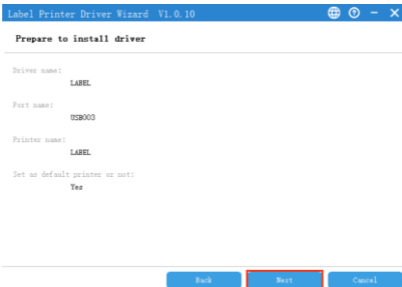 Label Printer Driver Wizard V1.0.10
Prepare to install driver
Driver name:
LABEL
Port name:
USB003
Printer name:
LABEL
Set as default printer or not:
Yes
Back Next Cancel